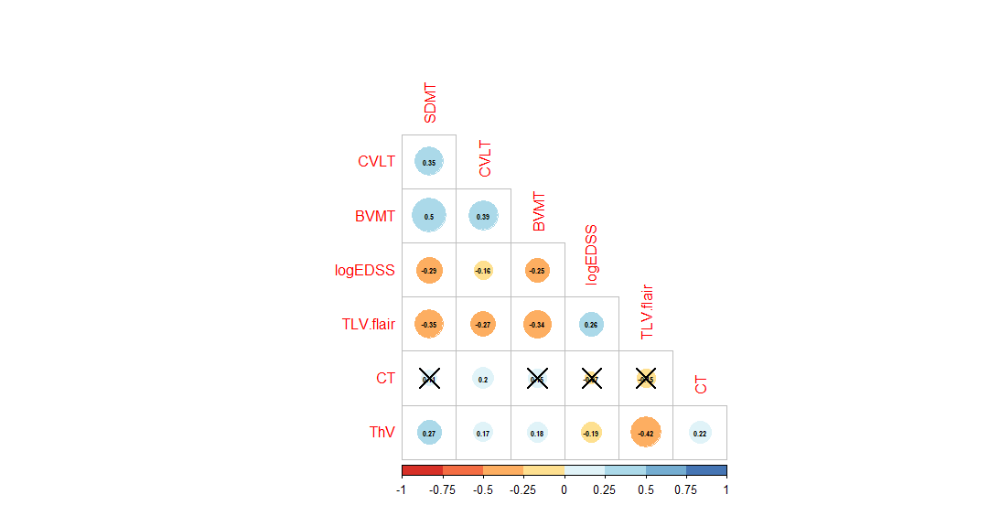 SDMT
CVLT 0.35 CVLT
BVMT 0.5 0.39 BVMT
logEDSS -0.29 -0.16 -0.25 logEDSS
TLV.flair -0.35 -0.27 -0.34 0.26 TLV.flair
CT 0.2 CT
ThV 0.27 0.17 0.18 -0.19 -0.42 0.22
-1 -0.75 -0.5 -0.25 0 0.25 0.5 0.75 1